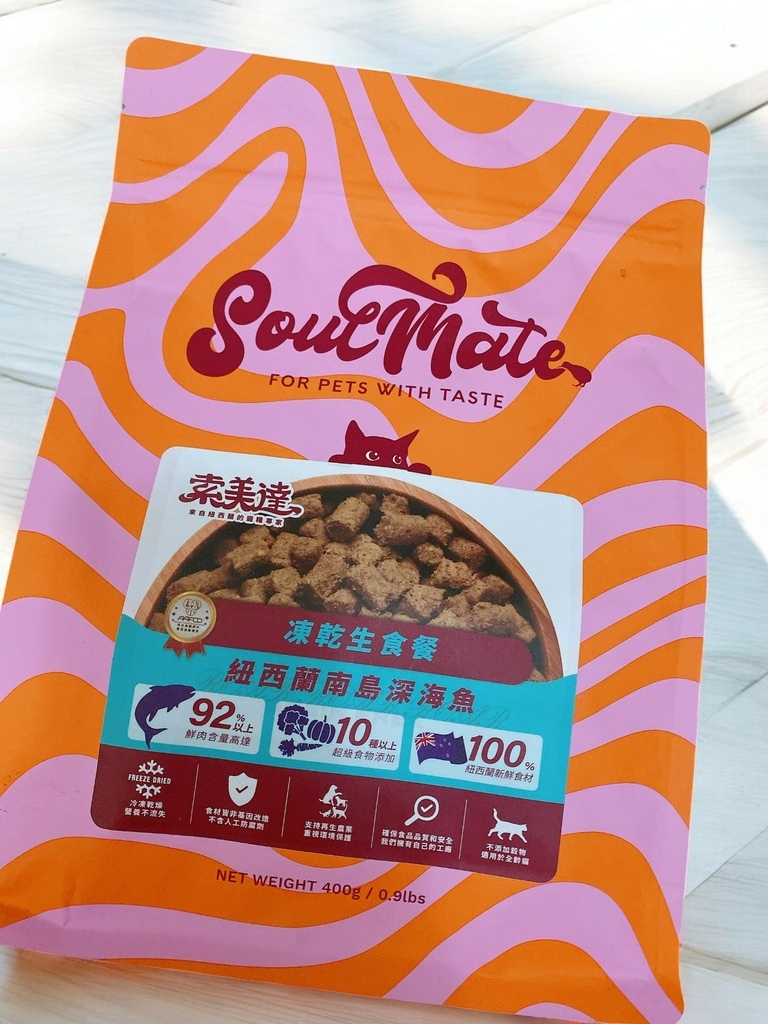 Soul Mate
FOR PETS WITH TASTE
索美達
來自紐西蘭的寵糧專家
AAFCO
凍乾生食餐
紐西蘭南島深海魚
92%以上
鮮肉含量高達
10種以上
超級食物添加
100%
紐西蘭新鮮食材
FREEZE DRIED
冷凍乾燥
營養不流失
食材皆非基因改造
不含人工防腐劑
支持再生農業
重視環境保護
確保食品品質和安全
我們擁有自己的工廠
不添加穀物
適用於全齡貓
NET WEIGHT 400g / 0.9lbs